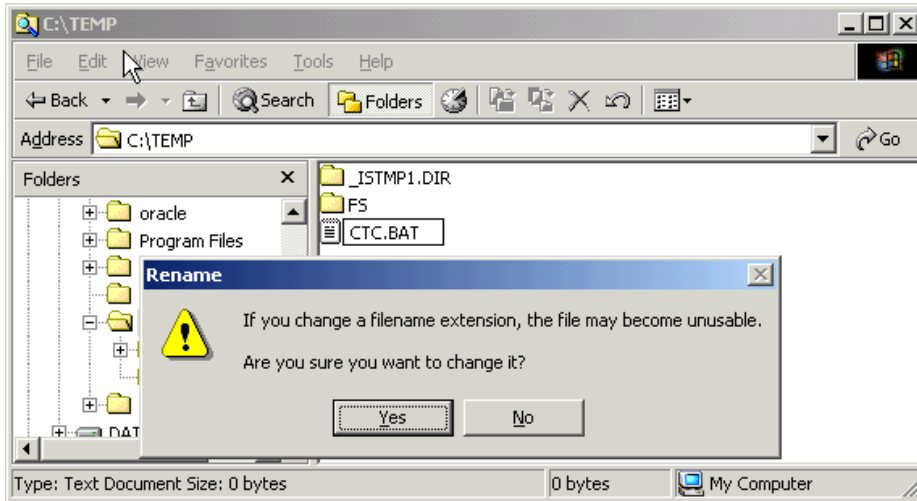 C:\TEMP
File Edit View Favorites Tools Help
Back Search Folders
Address C:\TEMP Go
Folders
_ISTMP1.DIR
oracle
FS
Program Files
CTC.BAT
Rename
If you change a filename extension, the file may become unusable.
Are you sure you want to change it?
Yes No
DAT
Type: Text Document Size: 0 bytes 0 bytes My Computer